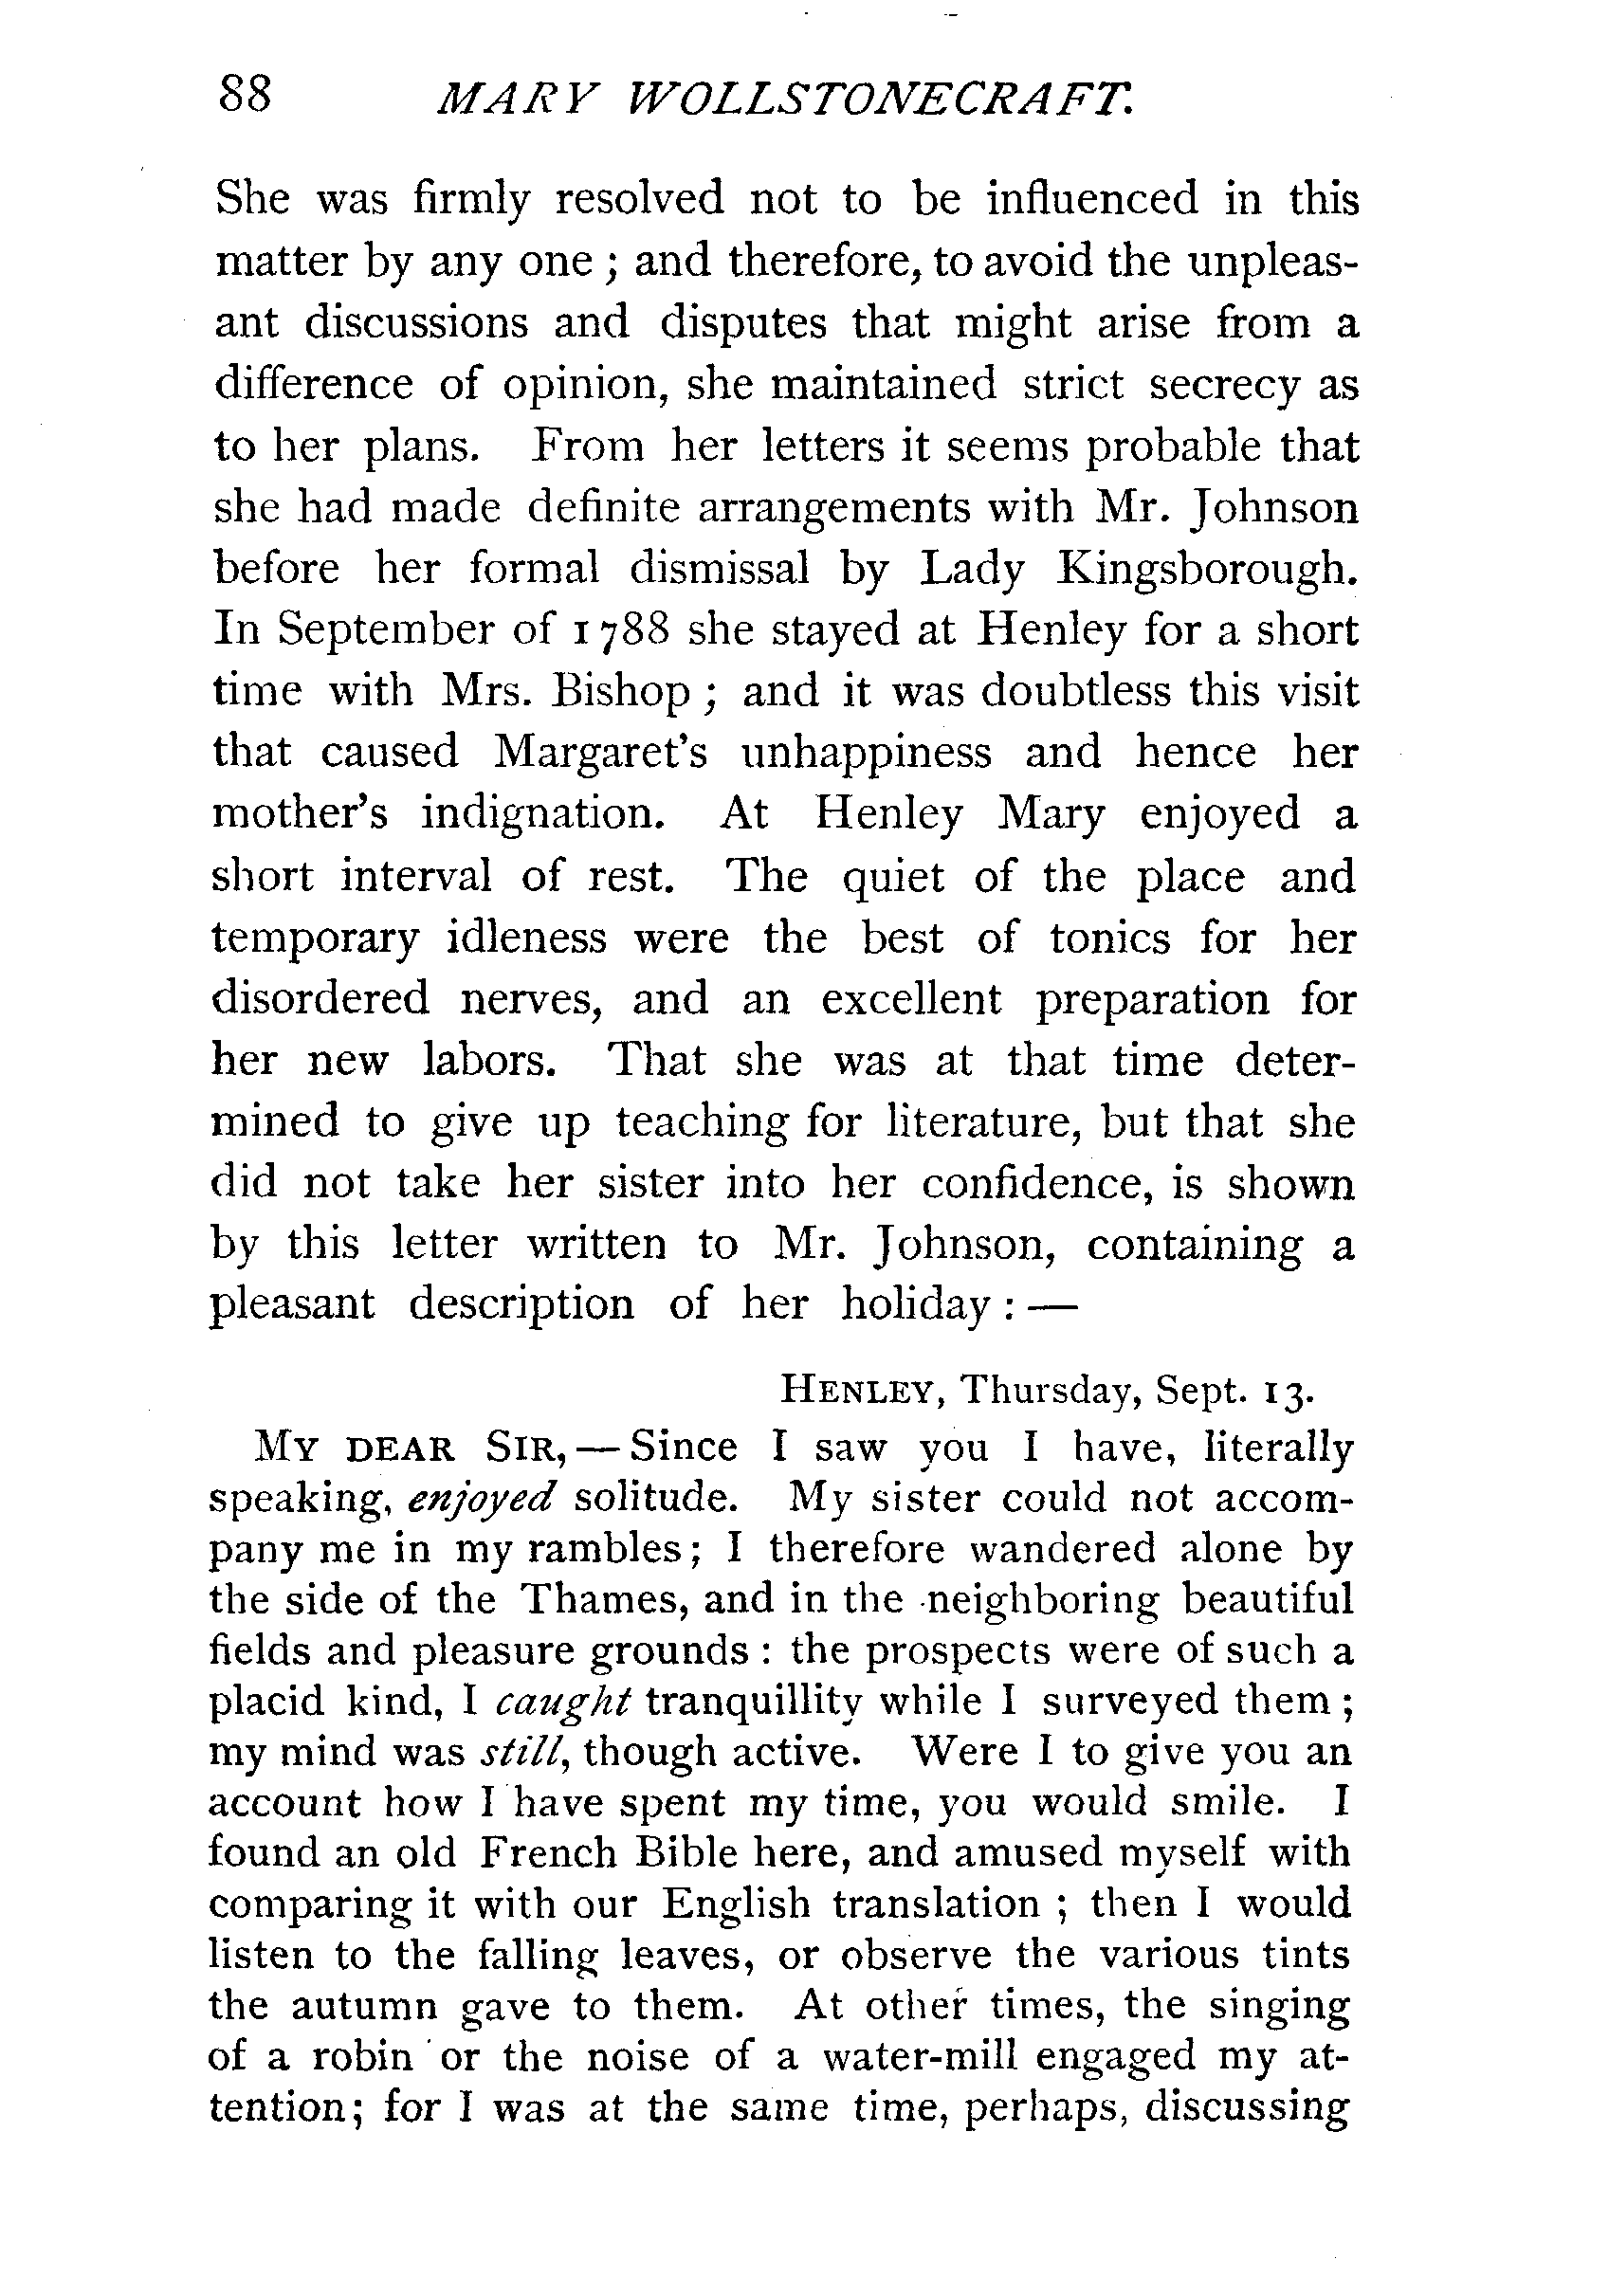 88 MARY WOLLSTONECRAFT.
She was firmly resolved not to be influenced in this
matter by any one ; and therefore, to avoid the unpleas-
ant discussions and disputes that might arise from a
difference of opinion, she maintained strict secrecy as
to her plans. From her letters it seems probable that
she had made definite arrangements with Mr. Johnson
before her formal dismissal by Lady Kingsborough.
In September of 1788 she stayed at Henley for a short
time with Mrs. Bishop ; and it was doubtless this visit
that caused Margaret's unhappiness and hence her
mother's indignation. At Henley Mary enjoyed a
short interval of rest. The quiet of the place and
temporary idleness were the best of tonics for her
disordered nerves, and an excellent preparation for
her new labors. That she was at that time deter-
mined to give up teaching for literature, but that she
did not take her sister into her confidence, is shown
by this letter written to Mr. Johnson, containing a
pleasant description of her holiday : —
HENLEY, Thursday, Sept. 13.
MY DEAR SIR, — Since I saw you I have, literally
speaking, enjoyed solitude. My sister could not accom-
pany me in my rambles; I therefore wandered alone by
the side of the Thames, and in the neighboring beautiful
fields and pleasure grounds : the prospects were of such a
placid kind, I caught tranquillity while I surveyed them ;
my mind was still, though active. Were I to give you an
account how I have spent my time, you would smile. I
found an old French Bible here, and amused myself with
comparing it with our English translation ; then I would
listen to the falling leaves, or observe the various tints
the autumn gave to them. At other times, the singing
of a robin or the noise of a water-mill engaged my at-
tention; for I was at the same time, perhaps, discussing